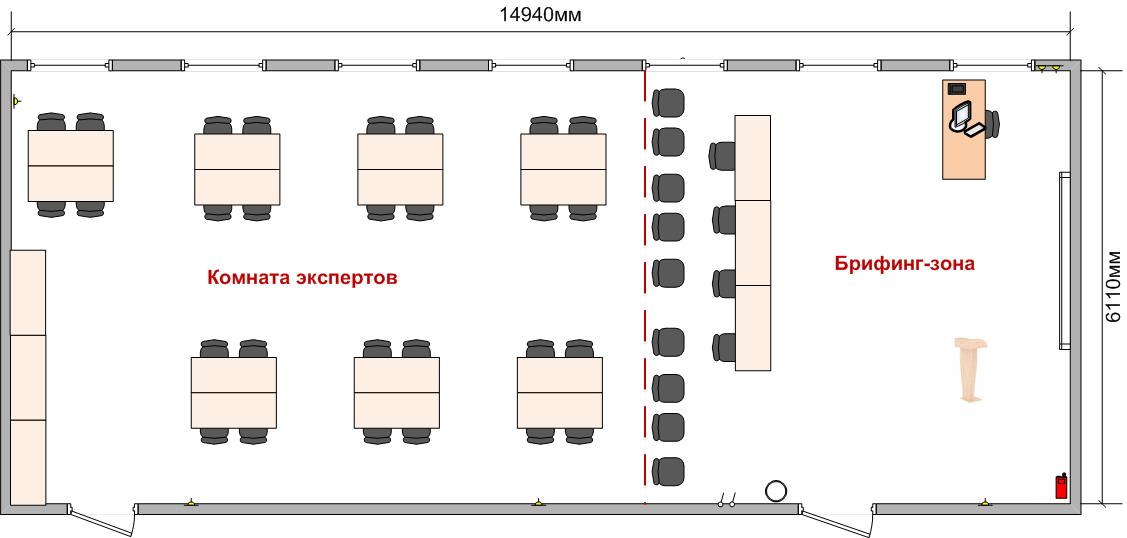 14940мм
Брифинг-зона
Комната экспертов
6110мм